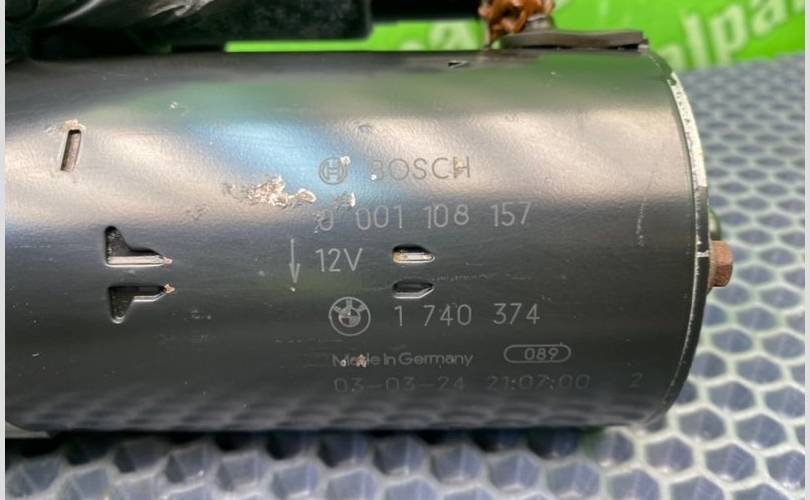 BOSCH
0 001 108 157
12V
1 740 374
Made In Germany 089
03-03-24 21:07:00 2